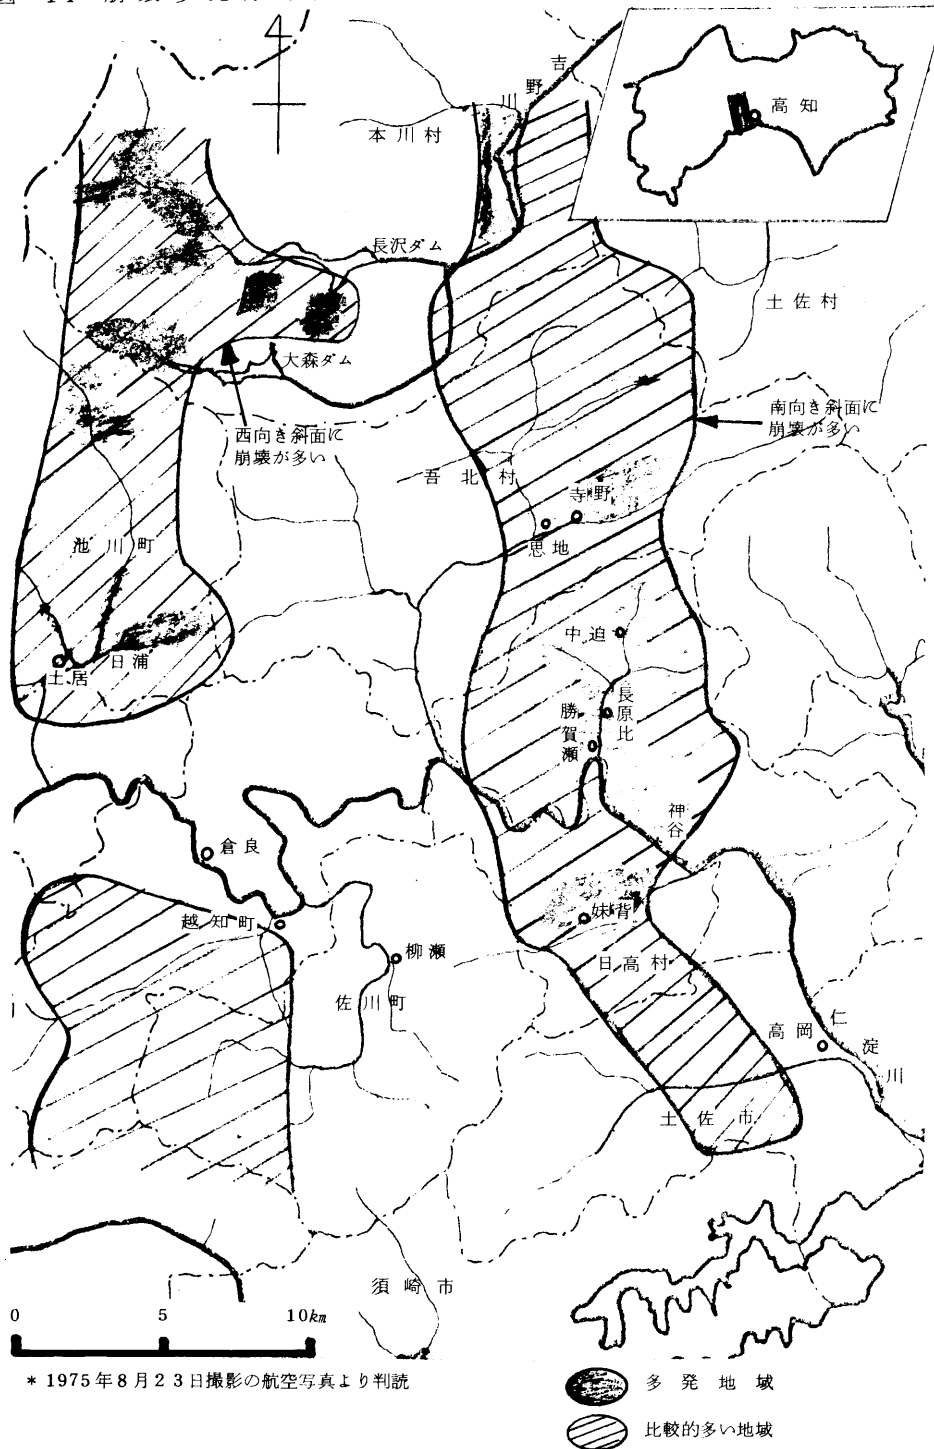 吉野川
高知
本川村
長沢ダム
土佐村
大森ダム
南向き斜面に
崩壊が多い
西向き斜面に
崩壊が多い
吾北村
寺野
思地
池川町
中迫
日浦
土居
長原比
勝賀瀬
神谷
倉良
越知町
妹背
柳瀬
日高村
佐川町
高岡
仁淀川
土佐市
須崎市
0 5 10km
* 1975年8月23日撮影の航空写真より判読
多発地域
比較的多い地域